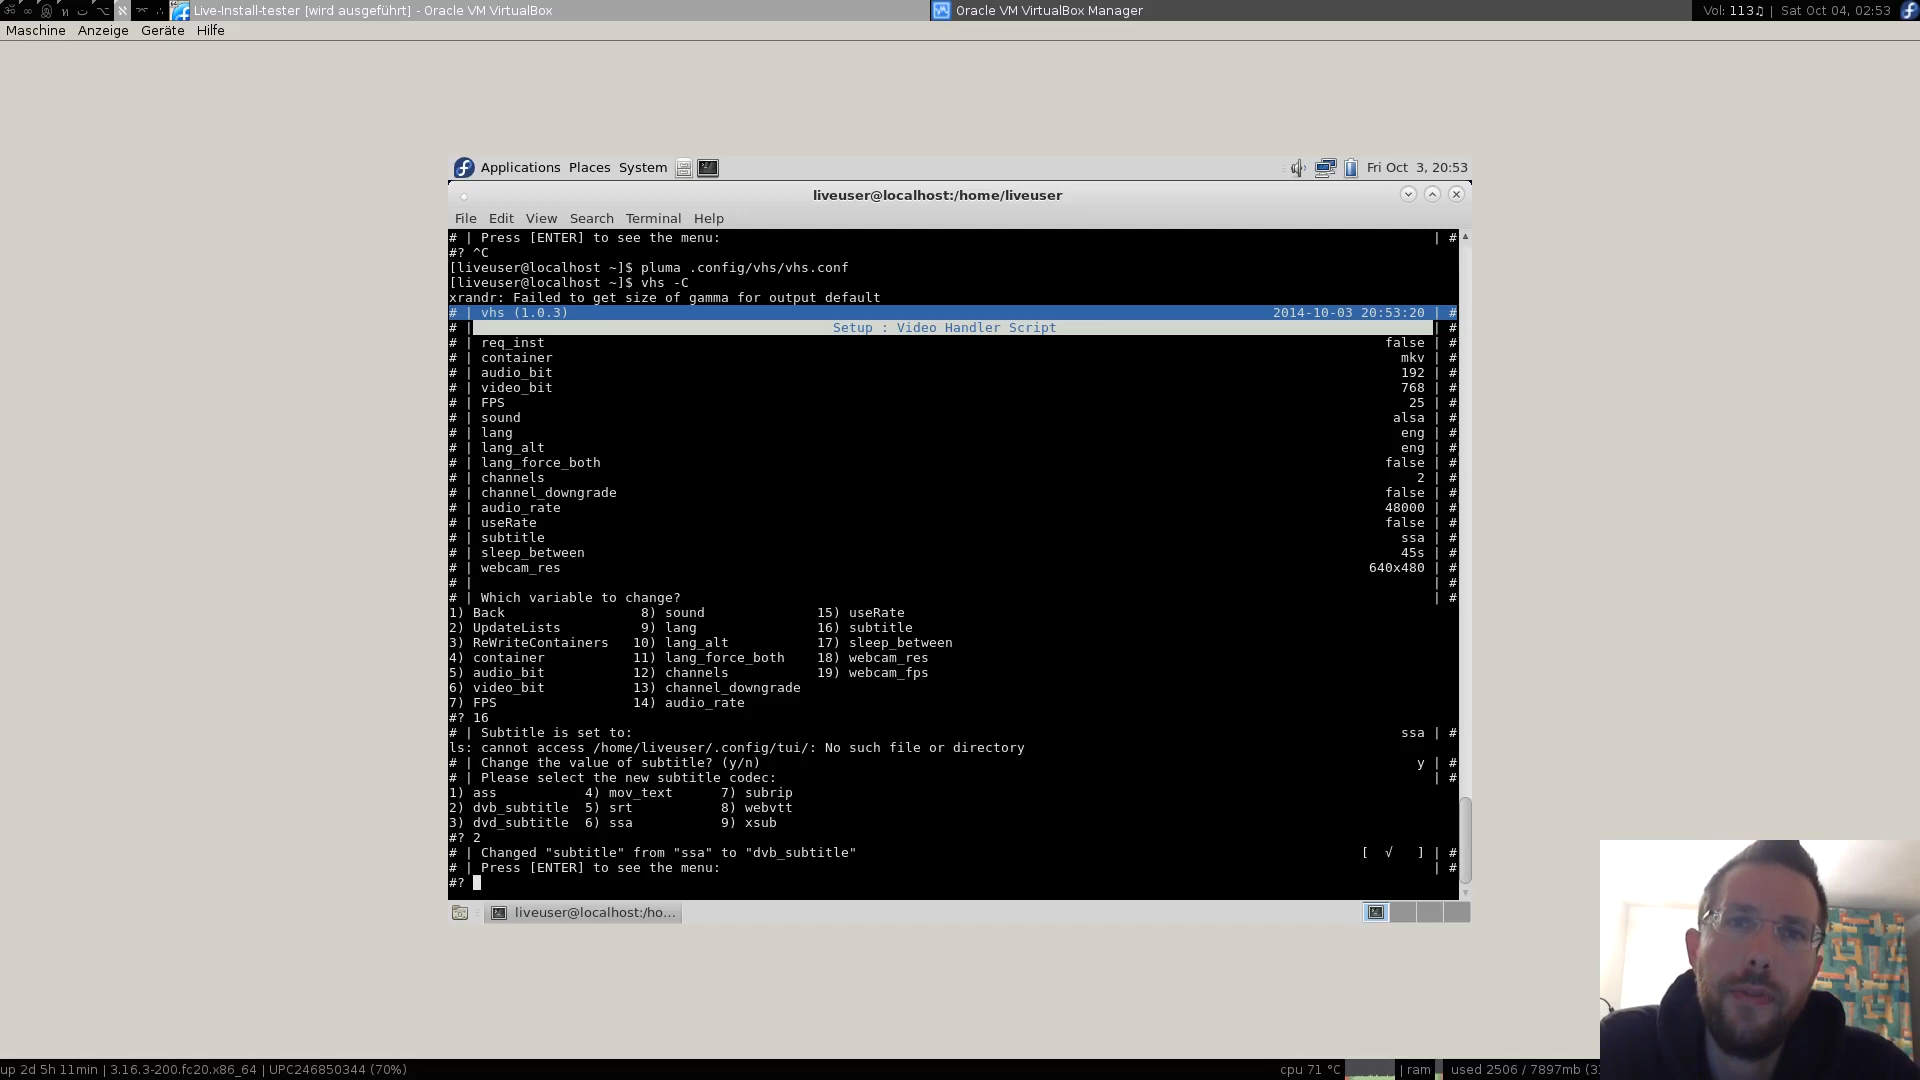 Live-Install-tester [wird ausgeführt] - Oracle VM VirtualBox
Oracle VM VirtualBox Manager
Vol: 113♫ | Sat Oct 04, 02:53
Maschine Anzeige Geräte Hilfe
Applications Places System
Fri Oct 3, 20:53
liveuser@localhost:/home/liveuser
File Edit View Search Terminal Help
# | Press [ENTER] to see the menu: | #
#? ^C
[liveuser@localhost ~]$ pluma .config/vhs/vhs.conf
[liveuser@localhost ~]$ vhs -C
xrandr: Failed to get size of gamma for output default
# | vhs (1.0.3) 2014-10-03 20:53:20 | #
# | Setup : Video Handler Script | #
# | req_inst false | #
# | container mkv | #
# | audio_bit 192 | #
# | video_bit 768 | #
# | FPS 25 | #
# | sound alsa | #
# | lang eng | #
# | lang_alt eng | #
# | lang_force_both false | #
# | channels 2 | #
# | channel_downgrade false | #
# | audio_rate 48000 | #
# | useRate false | #
# | subtitle ssa | #
# | sleep_between 45s | #
# | webcam_res 640x480 | #
# | | #
# | Which variable to change? | #
1) Back 8) sound 15) useRate
2) UpdateLists 9) lang 16) subtitle
3) ReWriteContainers 10) lang_alt 17) sleep_between
4) container 11) lang_force_both 18) webcam_res
5) audio_bit 12) channels 19) webcam_fps
6) video_bit 13) channel_downgrade
7) FPS 14) audio_rate
#? 16
# | Subtitle is set to: ssa | #
ls: cannot access /home/liveuser/.config/tui/: No such file or directory
# | Change the value of subtitle? (y/n) y | #
# | Please select the new subtitle codec: | #
1) ass 4) mov_text 7) subrip
2) dvb_subtitle 5) srt 8) webvtt
3) dvd_subtitle 6) ssa 9) xsub
#? 2
# | Changed "subtitle" from "ssa" to "dvb_subtitle" [ √ ] | #
# | Press [ENTER] to see the menu: | #
#?
liveuser@localhost:/ho...
up 2d 5h 11min | 3.16.3-200.fc20.x86_64 | UPC246850344 (70%)
cpu 71 °C | ram used 2506 / 7897mb